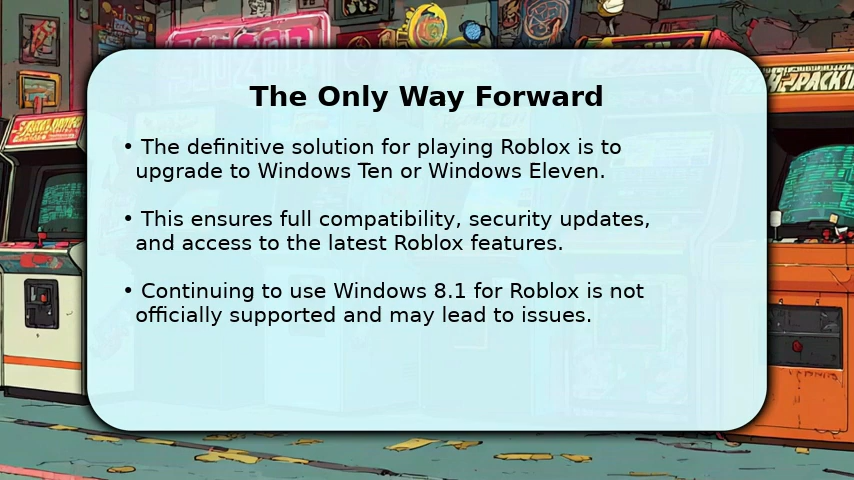 The Only Way Forward
• The definitive solution for playing Roblox is to
upgrade to Windows Ten or Windows Eleven.
• This ensures full compatibility, security updates,
and access to the latest Roblox features.
• Continuing to use Windows 8.1 for Roblox is not
officially supported and may lead to issues.